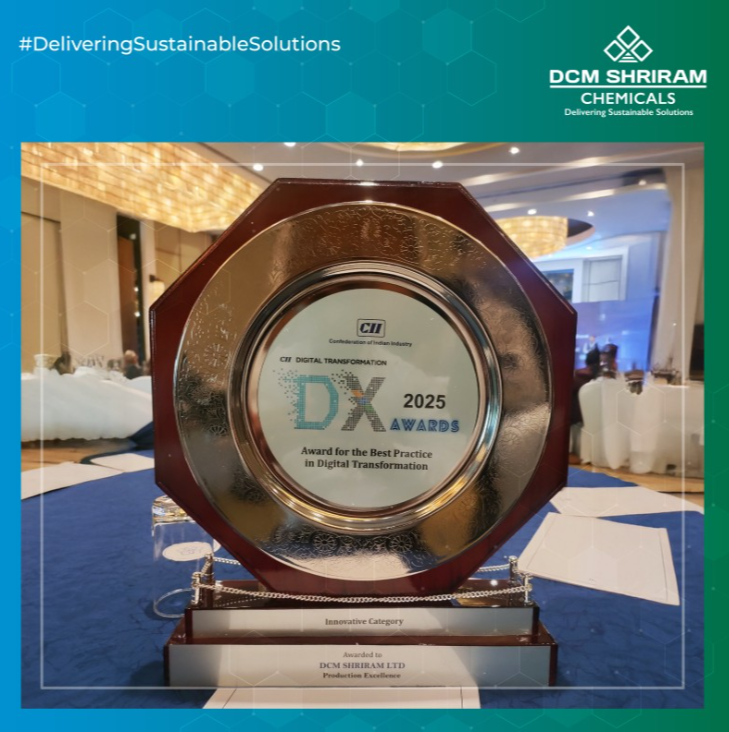 #DeliveringSustainableSolutions
DCM SHRIRAM
CHEMICALS
Delivering Sustainable Solutions
CII
Confederation of Indian Industry
CII DIGITAL TRANSFORMATION
DX 2025
AWARDS
Award for the Best Practice
in Digital Transformation
Innovative Category
Awarded to
DCM SHRIRAM LTD
Production Excellence